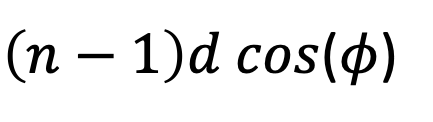 (n − 1)d cos(ϕ)